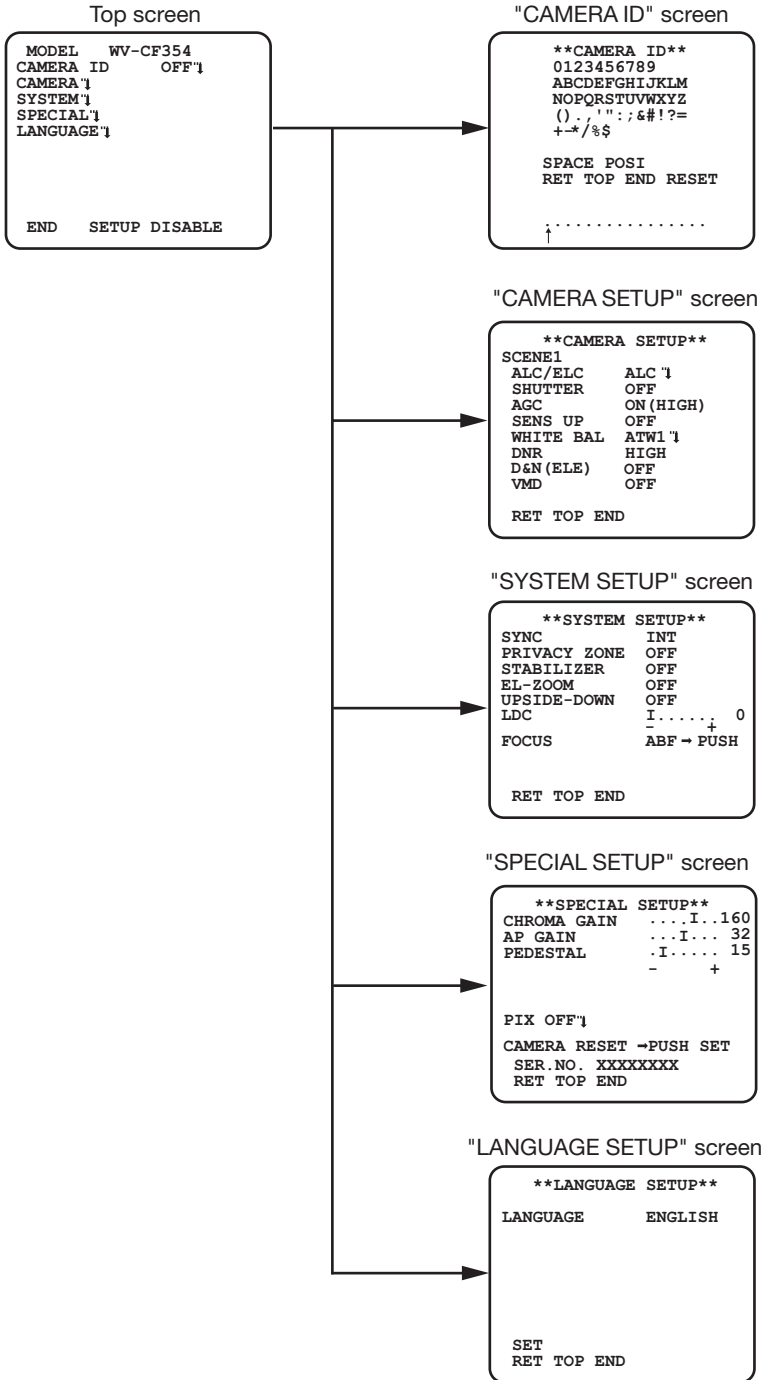 Top screen
MODEL WV-CF354
CAMERA ID OFF
CAMERA
SYSTEM
SPECIAL
LANGUAGE
END SETUP DISABLE
"CAMERA ID" screen
**CAMERA ID**
0123456789
ABCDEFGHIJKLM
NOPQRSTUVWXYZ
().,'":;&#!?=
+-*/%$
SPACE POSI
RET TOP END RESET
................
↑
"CAMERA SETUP" screen
**CAMERA SETUP**
SCENE1
ALC/ELC ALC
SHUTTER OFF
AGC ON(HIGH)
SENS UP OFF
WHITE BAL ATW1
DNR HIGH
D&N(ELE) OFF
VMD OFF
RET TOP END
"SYSTEM SETUP" screen
**SYSTEM SETUP**
SYNC INT
PRIVACY ZONE OFF
STABILIZER OFF
EL-ZOOM OFF
UPSIDE-DOWN OFF
LDC I...... 0
- +
FOCUS ABF→PUSH
RET TOP END
"SPECIAL SETUP" screen
**SPECIAL SETUP**
CHROMA GAIN ....I..160
AP GAIN ...I... 32
PEDESTAL .I..... 15
- +
PIX OFF
CAMERA RESET →PUSH SET
SER.NO. XXXXXXXX
RET TOP END
"LANGUAGE SETUP" screen
**LANGUAGE SETUP**
LANGUAGE ENGLISH
SET
RET TOP END